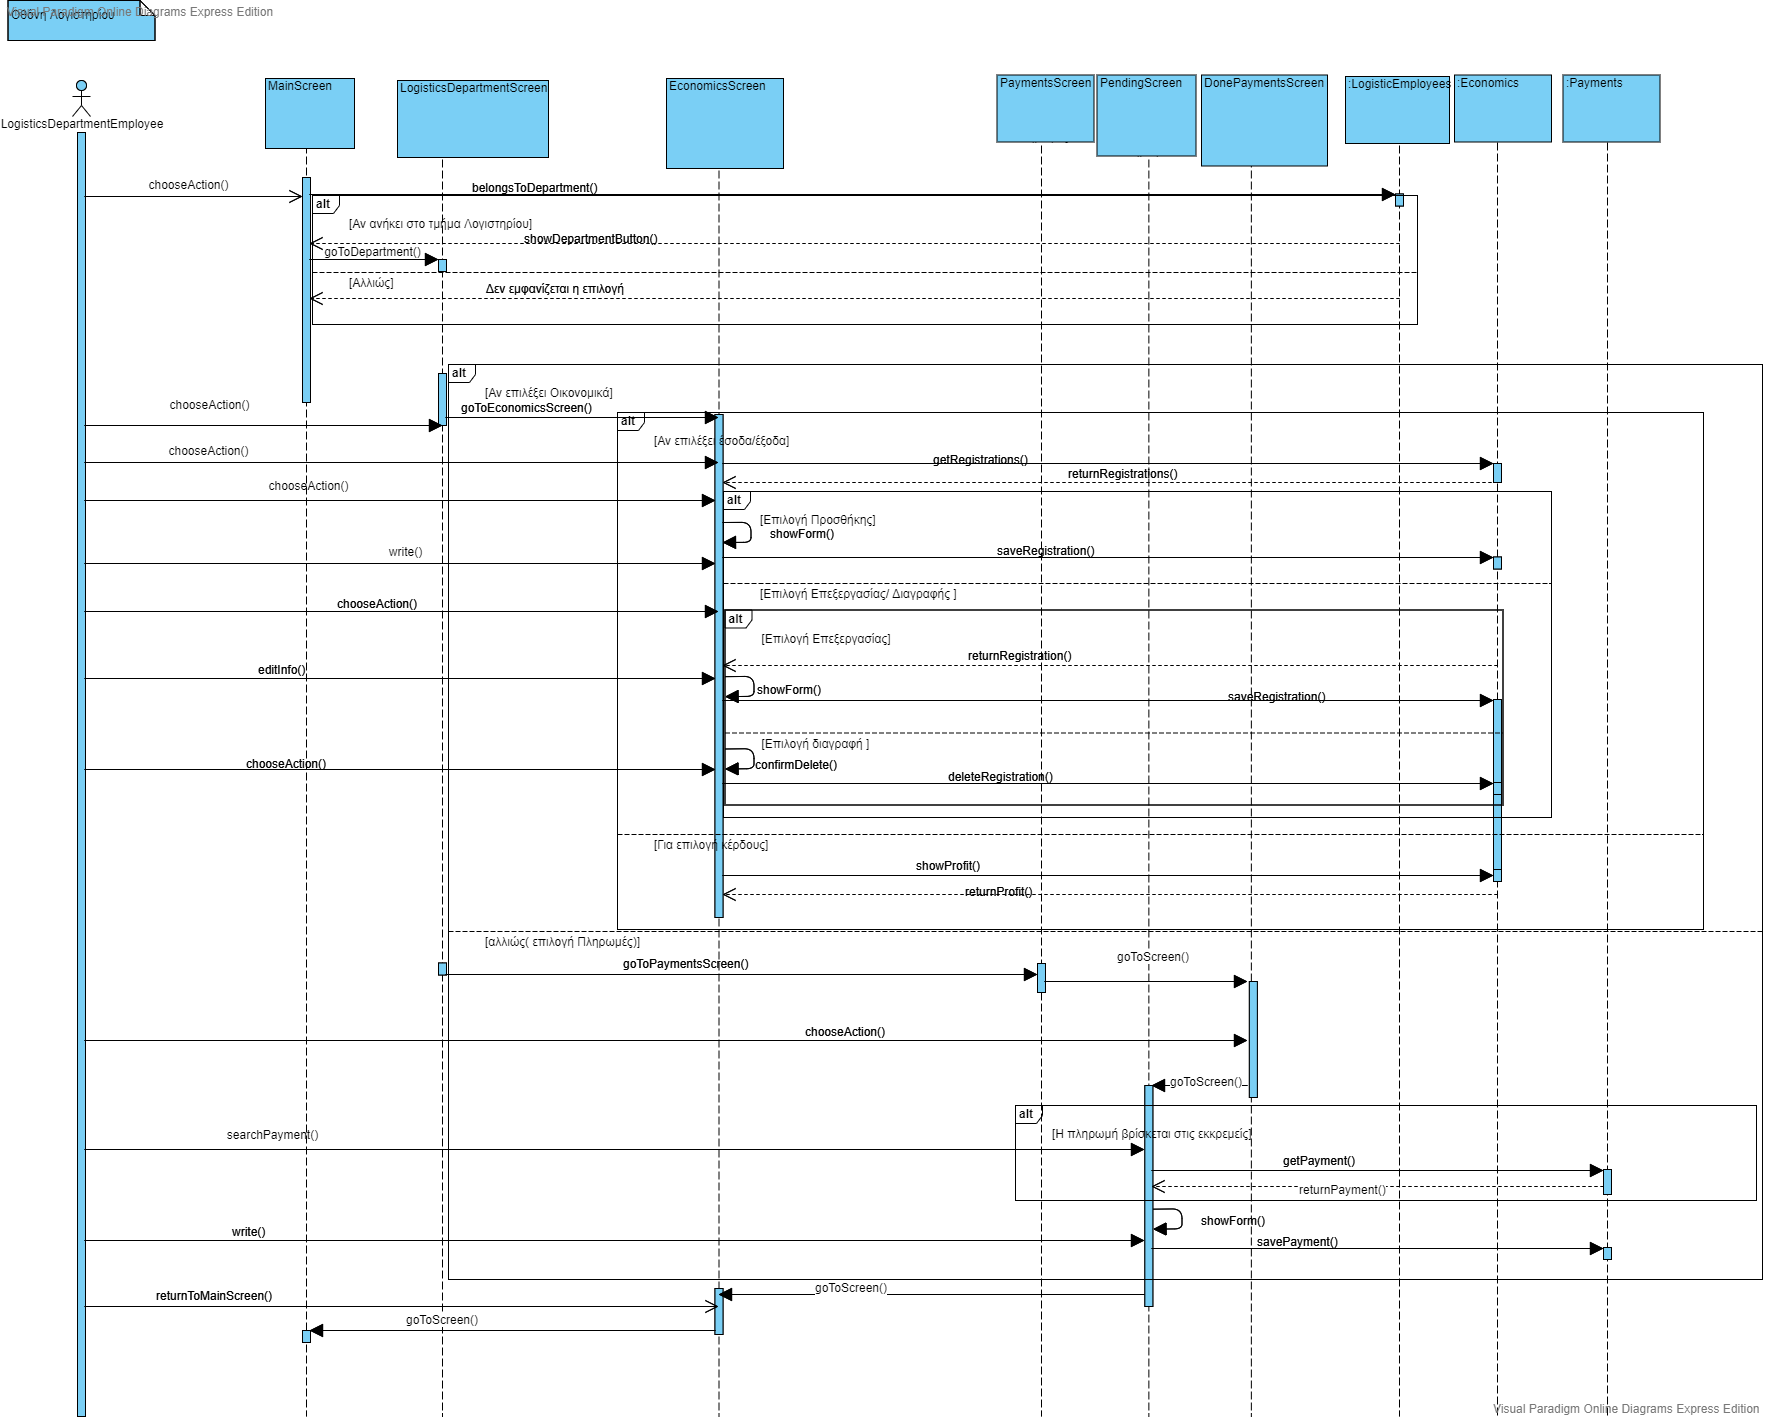 Visual Paradigm Online Diagrams Express Edition
Οθόνη Λογιστηρίου
MainScreen
LogisticsDepartmentScreen
EconomicsScreen
PaymentsScreen
PendingScreen
DonePaymentsScreen
:LogisticEmployees
:Economics
:Payments
LogisticsDepartmentEmployee
chooseAction()
belongsToDepartment()
alt
[Αν ανήκει στο τμήμα Λογιστηρίου]
showDepartmentButton()
goToDepartment()
[Αλλιώς]
Δεν εμφανίζεται η επιλογή
alt
[Αν επιλέξει Οικονομικά]
chooseAction()
goToEconomicsScreen()
alt
[Αν επιλέξει έσοδα/έξοδα]
chooseAction()
getRegistrations()
returnRegistrations()
chooseAction()
alt
[Επιλογή Προσθήκης]
showForm()
write()
saveRegistration()
[Επιλογή Επεξεργασίας/ Διαγραφής ]
chooseAction()
alt
[Επιλογή Επεξεργασίας]
returnRegistration()
editInfo()
showForm()
saveRegistration()
[Επιλογή διαγραφή ]
chooseAction()
confirmDelete()
deleteRegistration()
[Για επιλογή κέρδους]
showProfit()
returnProfit()
[αλλιώς( επιλογή Πληρωμές)]
goToPaymentsScreen()
goToScreen()
chooseAction()
goToScreen()
alt
[Η πληρωμή βρίσκεται στις εκκρεμείς]
searchPayment()
getPayment()
returnPayment()
showForm()
write()
savePayment()
goToScreen()
returnToMainScreen()
goToScreen()
Visual Paradigm Online Diagrams Express Edition